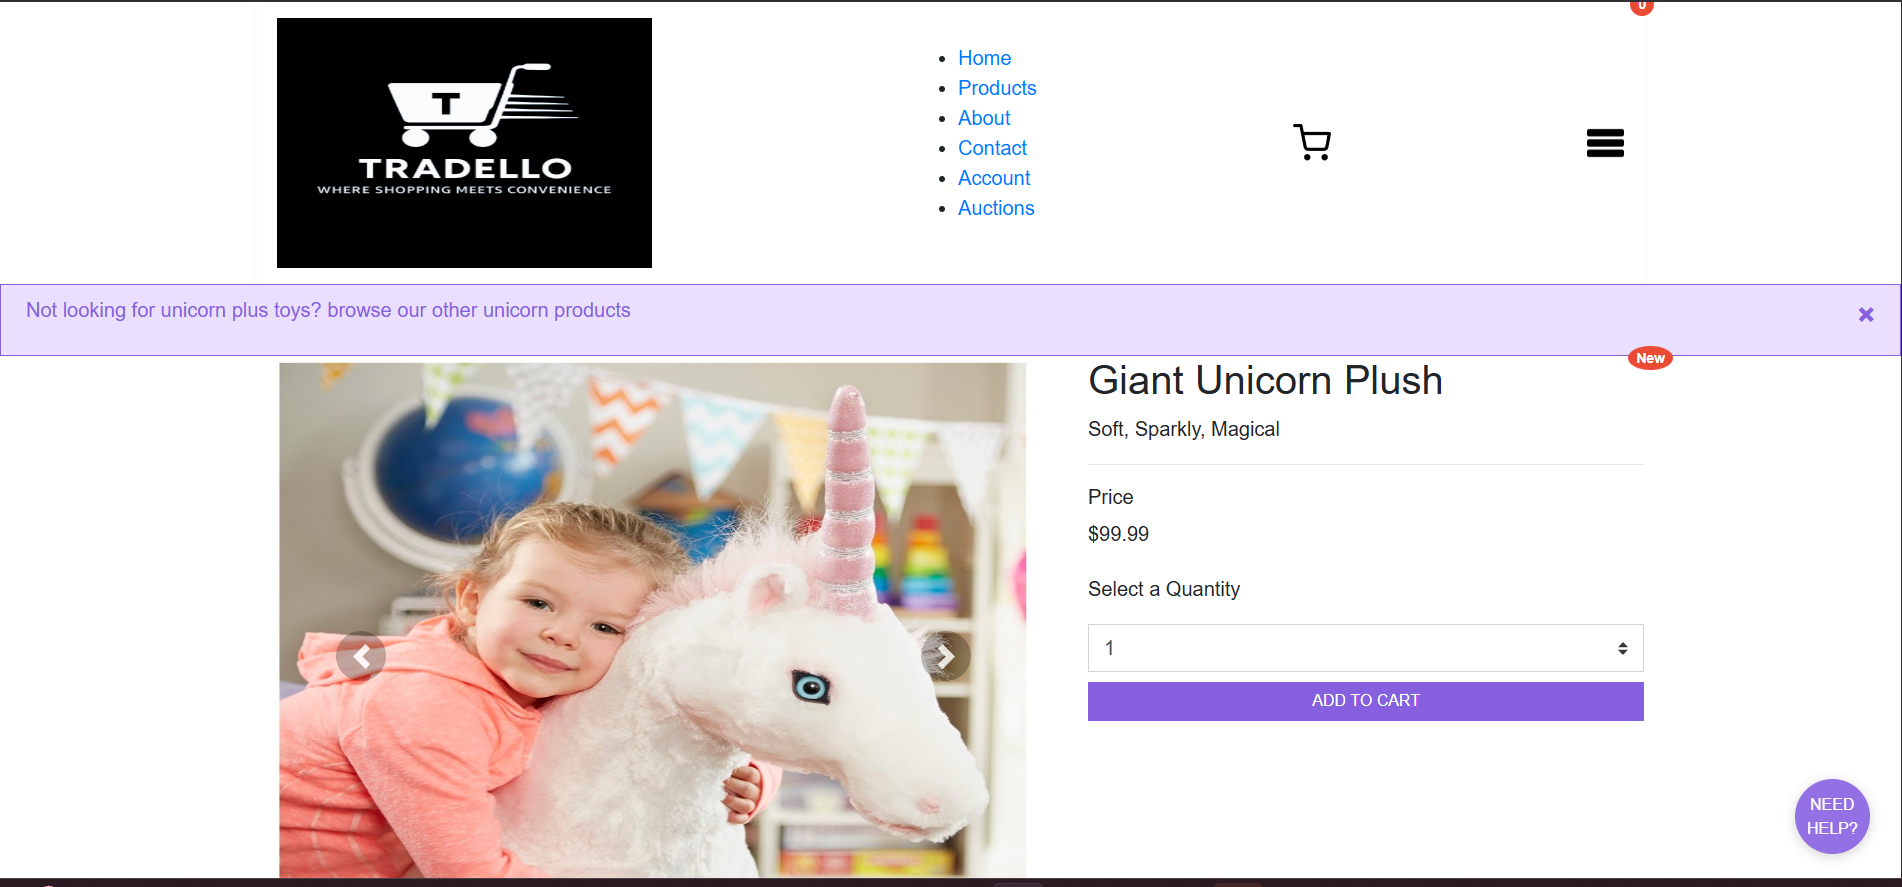 0
T
TRADELLO
WHERE SHOPPING MEETS CONVENIENCE
Home
Products
About
Contact
Account
Auctions
Not looking for unicorn plus toys? browse our other unicorn products
New
Giant Unicorn Plush
Soft, Sparkly, Magical
Price
$99.99
Select a Quantity
1
ADD TO CART
NEED
HELP?